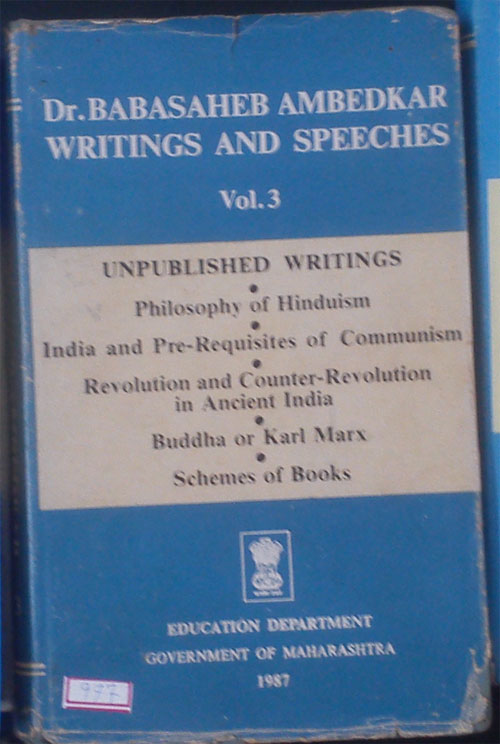 Dr.BABASAHEB AMBEDKAR
WRITINGS AND SPEECHES
Vol.3
UNPUBLISHED WRITINGS
Philosophy of Hinduism
India and Pre-Requisites of Communism
Revolution and Counter-Revolution
in Ancient India
Buddha or Karl Marx
Schemes of Books
EDUCATION DEPARTMENT
GOVERNMENT OF MAHARASHTRA
1987